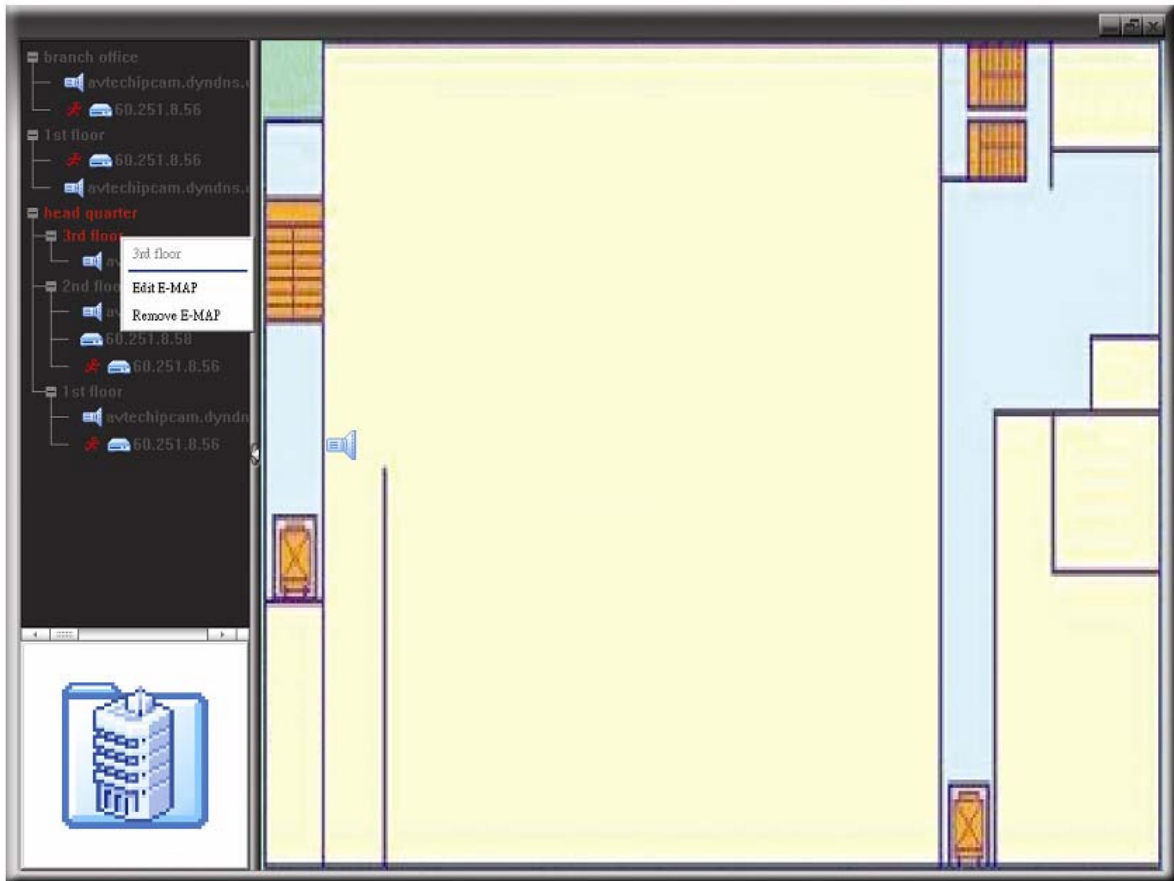 branch office
avtechipcam.dyndns.
60.251.8.56
1st floor
60.251.8.56
avtechipcam.dyndns.
head quarter
3rd floor
3rd floor
av
Edit E-MAP
2nd floo
av
Remove E-MAP
60.251.8.58
60.251.8.56
1st floor
avtechipcam.dyndn
60.251.8.56